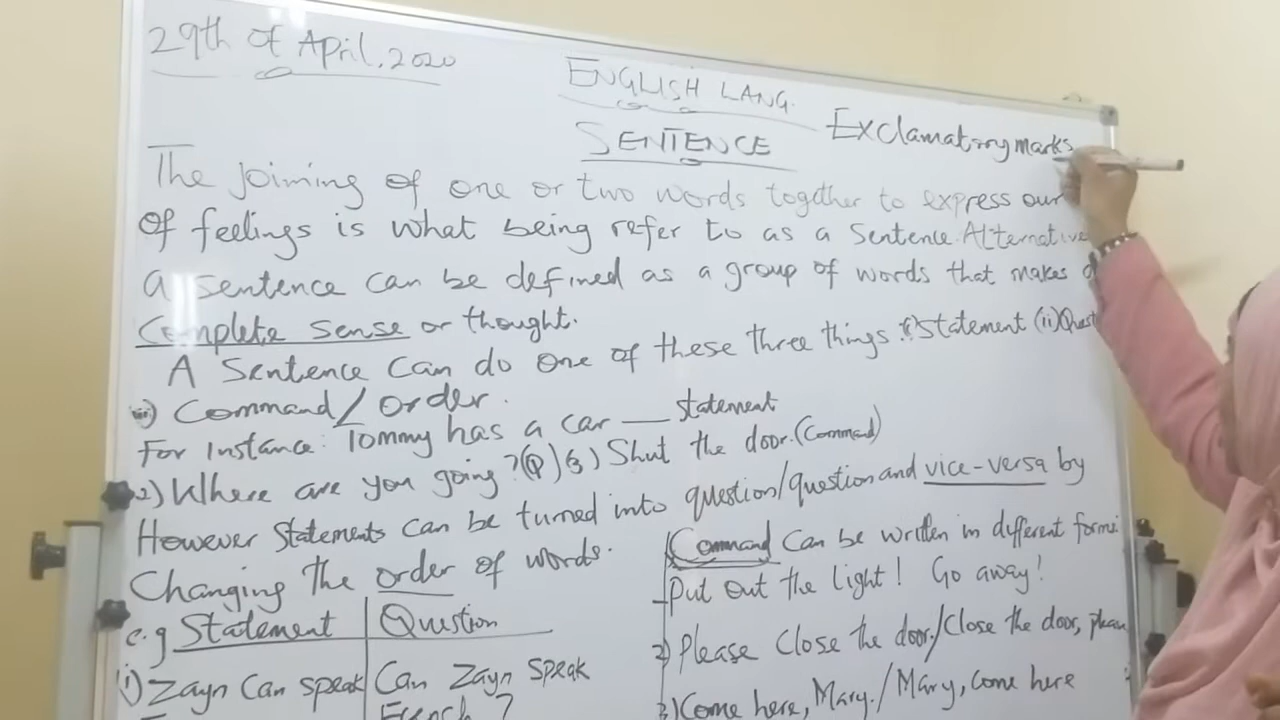 29th of April, 2020
ENGLISH LANG.
SENTENCE
Exclamatory marks
The joining of one or two words together to express our
of feelings is what being refer to as a Sentence. Alternative
a sentence can be defined as a group of words that makes a
Complete sense or thought.
A Sentence Can do one of these three things: (i) Statement (ii) Quest
iii) Command/Order.
For Instance: Tommy has a car ___ statement
2) Where are you going? (Q) 3) Shut the door. (Command)
However Statements can be turned into question/question and vice-versa by
Changing the order of words.
e.g Statement | Question
i) Zayn Can speak | Can Zayn Speak
French?
Command can be written in different
Put out the light! Go away!
2) Please Close the door./Close the door, pleas
3) Come here, Mary./Mary, Come here